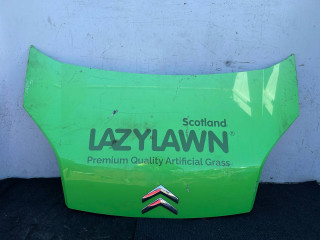 Scotland
LAZYLAWN®
Premium Quality Artificial Grass